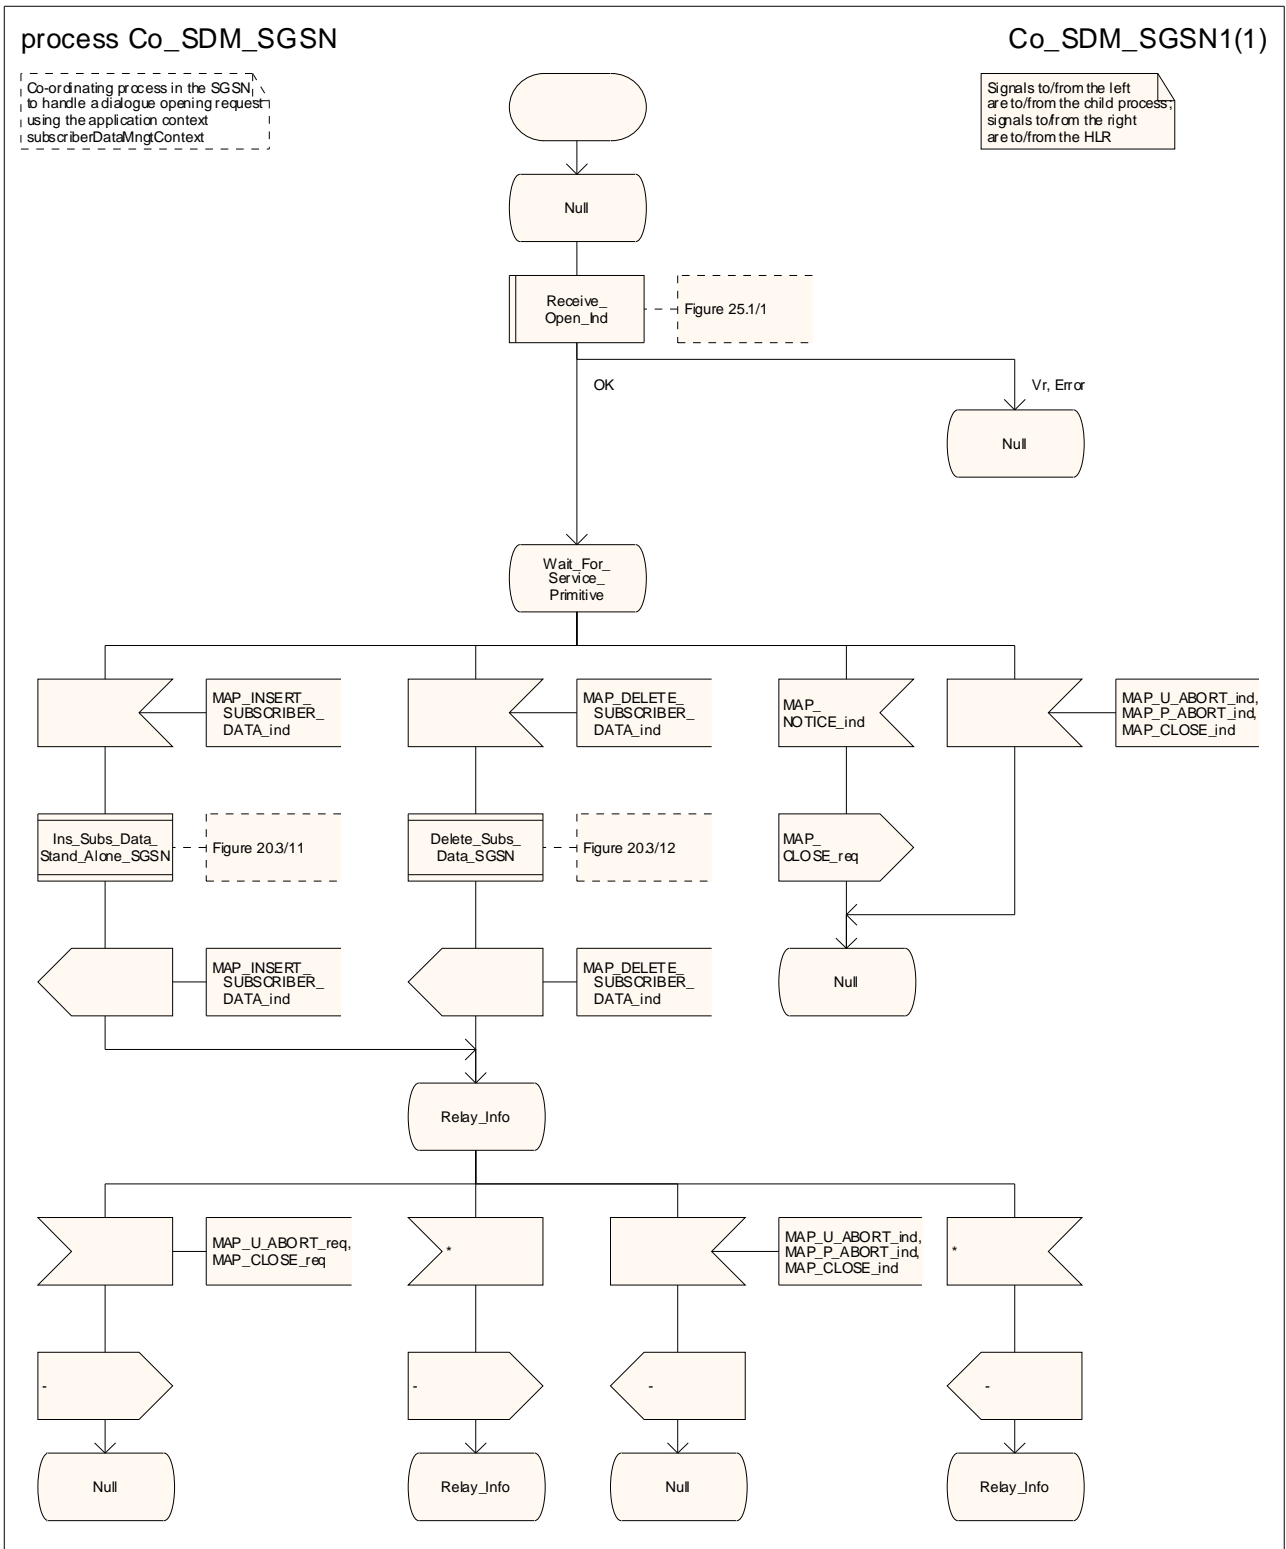 process Co_SDM_SGSN
Co_SDM_SGSN1(1)
Co-ordinating process in the SGSN
to handle a dialogue opening request
using the application context
subscriberDataMngtContext
Signals to/from the left
are to/from the child process;
signals to/from the right
are to/from the HLR
Null
Receive_
Open_Ind
Figure 25.1/1
OK
Vr, Error
Null
Wait_For_
Service_
Primitive
MAP_INSERT_
SUBSCRIBER_
DATA_ind
MAP_DELETE_
SUBSCRIBER_
DATA_ind
MAP_
NOTICE_ind
MAP_U_ABORT_ind,
MAP_P_ABORT_ind,
MAP_CLOSE_ind
Ins_Subs_Data_
Stand_Alone_SGSN
Figure 20.3/11
Delete_Subs_
Data_SGSN
Figure 20.3/12
MAP_
CLOSE_req
MAP_INSERT_
SUBSCRIBER_
DATA_ind
MAP_DELETE_
SUBSCRIBER_
DATA_ind
Null
Relay_Info
MAP_U_ABORT_req,
MAP_CLOSE_req
*
MAP_U_ABORT_ind,
MAP_P_ABORT_ind,
MAP_CLOSE_ind
*
-
-
-
-
Null
Relay_Info
Null
Relay_Info